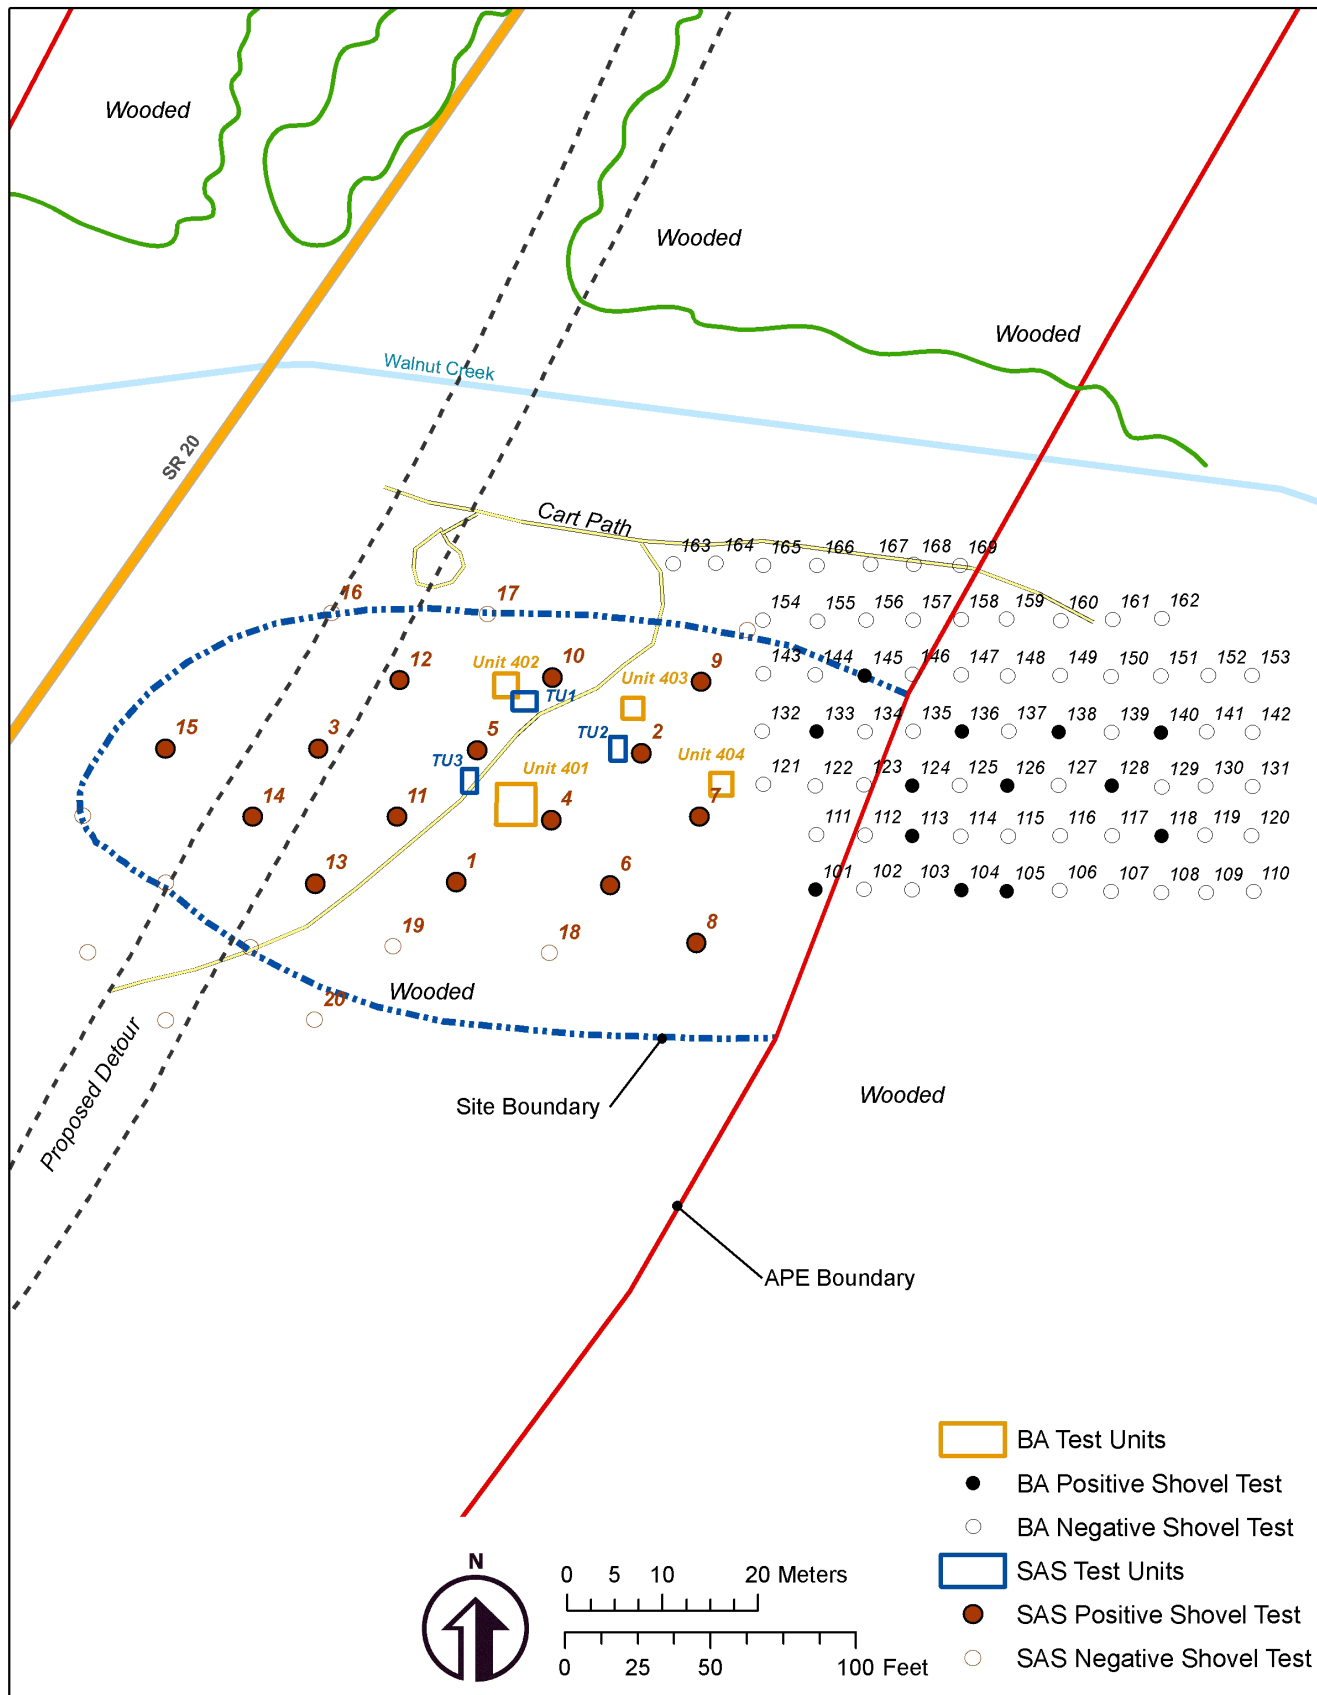 Wooded
Wooded
Wooded
Walnut Creek
SR 20
Cart Path
163 164 165 166 167 168 169
16 17
154 155 156 157 158 159 160 161 162
12 Unit 402 10 9
TU1 Unit 403
143 144 145 146 147 148 149 150 151 152 153
15 3 5 TU2 2
132 133 134 135 136 137 138 139 140 141 142
TU3 Unit 401 Unit 404
121 122 123 124 125 126 127 128 129 130 131
14 11 4 7
111 112 113 114 115 116 117 118 119 120
13 1 6
101 102 103 104 105 106 107 108 109 110
19 18 8
Wooded
20
Proposed Detour
Site Boundary
Wooded
APE Boundary
BA Test Units
BA Positive Shovel Test
BA Negative Shovel Test
SAS Test Units
SAS Positive Shovel Test
SAS Negative Shovel Test
N
0 5 10 20 Meters
0 25 50 100 Feet